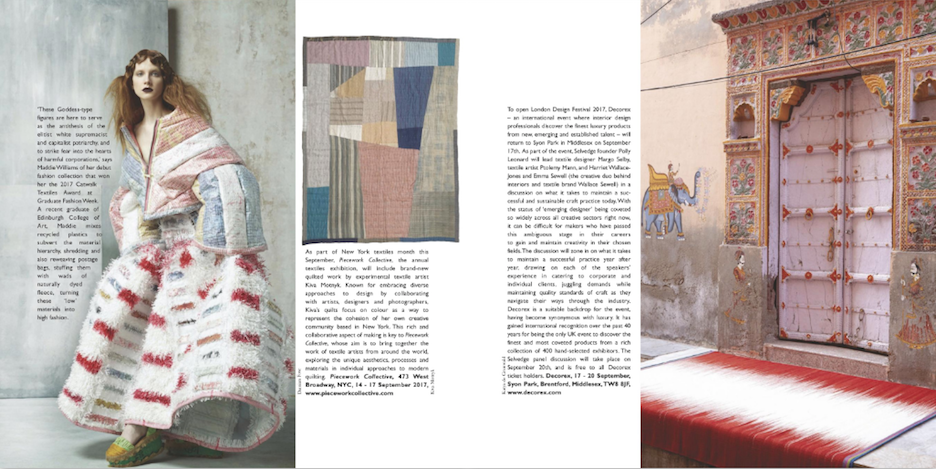 'These Goddess-type
figures are here to serve
as the antithesis of the
elitist white supremacist
and capitalist patriarchy, and
to strike fear into the hearts
of harmful corporations,' says
Maddie Williams of her debut
fashion collection that won
her the 2017 Catwalk
Textiles Award at
Graduate Fashion Week.
A recent graduate of
Edinburgh College of
Art, Maddie mixes
recycled plastics to
subvert the material
hierarchy, shredding and
also reweaving postage
bags, stuffing them
with wads of
naturally dyed
fleece, turning
these 'low'
materials into
high fashion.
As part of New York textiles month this
September, Piecework Collective, the annual
textiles exhibition, will include brand-new
quilted work by experimental textile artist
Kiva Motnyk. Known for embracing diverse
approaches to design by collaborating
with artists, designers and photographers,
Kiva's quilts focus on colour as a way to
represent the cohesion of her own creative
community based in New York. This rich and
collaborative aspect of making is key to Piecework
Collective, whose aim is to bring together the
work of textile artists from around the world,
exploring the unique aesthetics, processes and
materials in individual approaches to modern
quilting. Piecework Collective, 473 West
Broadway, NYC, 14 - 17 September 2017,
www.pieceworkcollective.com
To open London Design Festival 2017, Decorex
– an international event where interior design
professionals discover the finest luxury products
from new, emerging and established talent – will
return to Syon Park in Middlesex on September
17th. As part of the event, Selvedge founder Polly
Leonard will lead textile designer Margo Selby,
textile artist Ptolemy Mann, and Harriet Wallace-
Jones and Emma Sewell (the creative duo behind
interiors and textile brand Wallace Sewell) in a
discussion on what it takes to maintain a suc-
cessful and sustainable craft practice today. With
the status of 'emerging designer' being coveted
so widely across all creative sectors right now,
it can be difficult for makers who have passed
this ambiguous stage in their careers
to gain and maintain creativity in their chosen
fields. The discussion will zone in on what it takes
to maintain a successful practice year after
year, drawing on each of the speakers'
experience in catering to corporate and
individual clients, juggling demands while
maintaining quality standards of craft as they
navigate their ways through the industry.
Decorex is a suitable backdrop for the event,
having become synonymous with luxury. It has
gained international recognition over the past 40
years for being the only UK event to discover the
finest and most coveted products from a rich
collection of 400 hand-selected exhibitors. The
Selvedge panel discussion will take place on
September 20th, and is free to all Decorex
ticket holders. Decorex, 17 - 20 September,
Syon Park, Brentford, Middlesex, TW8 8JF,
www.decorex.com